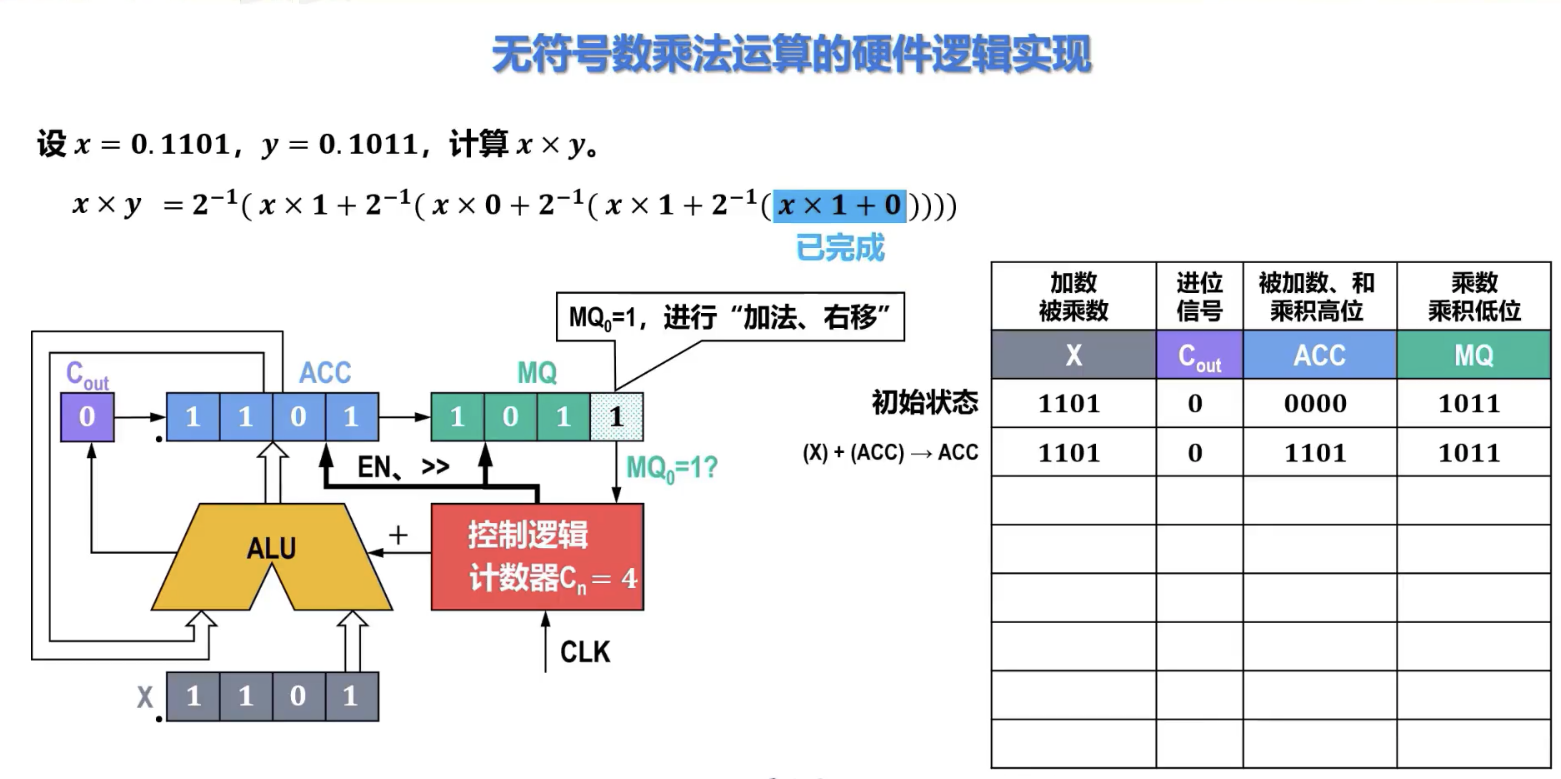 无符号数乘法运算的硬件逻辑实现
设 x = 0.1101，y = 0.1011，计算 x × y。
x × y = 2⁻¹( x × 1 + 2⁻¹( x × 0 + 2⁻¹( x × 1 + 2⁻¹( x × 1 + 0 ))))
已完成
MQ₀=1，进行“加法、右移”
Cout ACC MQ
0 . 1 1 0 1 1 0 1 1
EN、 >> MQ₀=1?
ALU + 控制逻辑
计数器Cn = 4
CLK
X . 1 1 0 1
加数 进位 被加数、和 乘数
被乘数 信号 乘积高位 乘积低位
X Cout ACC MQ
初始状态 1101 0 0000 1011
(X) + (ACC) → ACC 1101 0 1101 1011